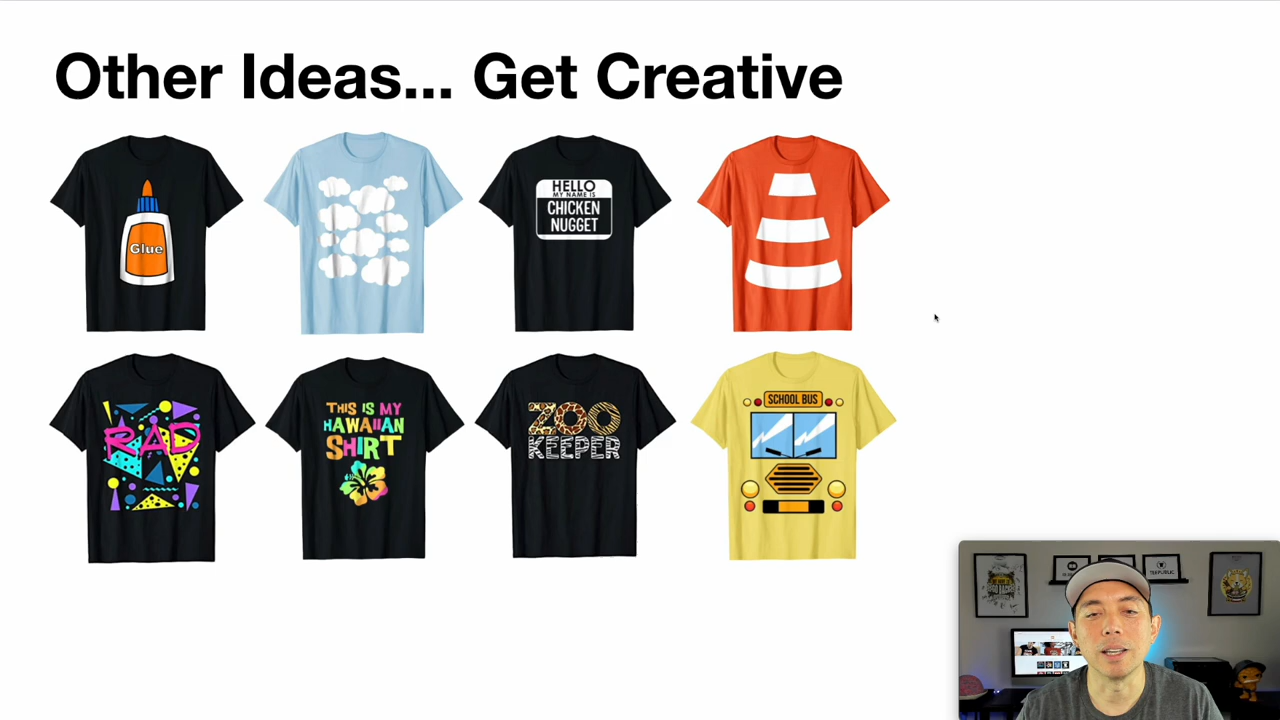 Other Ideas... Get Creative
Glue
HELLO
MY NAME IS
CHICKEN
NUGGET
RAD
THIS IS MY
HAWAIIAN
SHIRT
ZOO
KEEPER
SCHOOL BUS